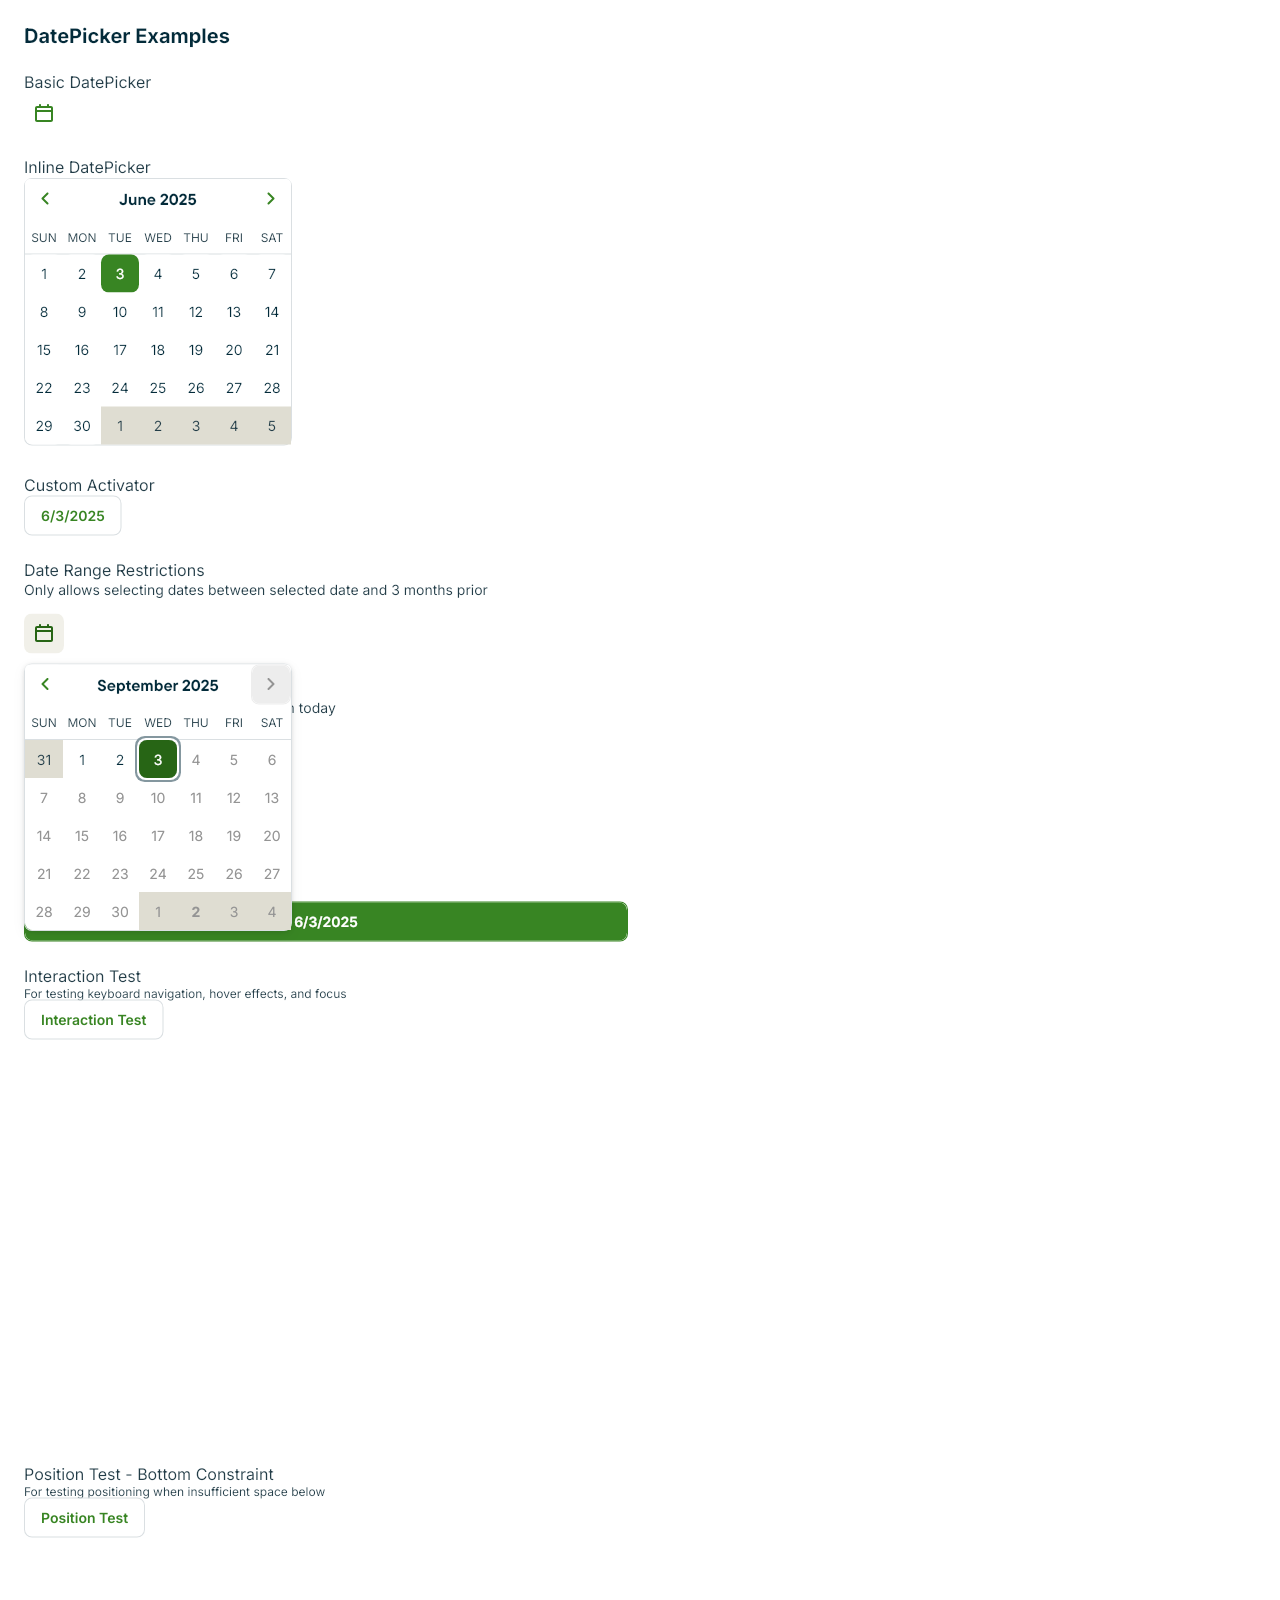 DatePicker Examples
Basic DatePicker
Inline DatePicker
June 2025
SUN MON TUE WED THU FRI SAT
1 2 3 4 5 6 7
8 9 10 11 12 13 14
15 16 17 18 19 20 21
22 23 24 25 26 27 28
29 30 1 2 3 4 5
Custom Activator
6/3/2025
Date Range Restrictions
Only allows selecting dates between selected date and 3 months prior
September 2025
today
SUN MON TUE WED THU FRI SAT
31 1 2 3 4 5 6
7 8 9 10 11 12 13
14 15 16 17 18 19 20
21 22 23 24 25 26 27
28 29 30 1 2 3 4
6/3/2025
Interaction Test
For testing keyboard navigation, hover effects, and focus
Interaction Test
Position Test - Bottom Constraint
For testing positioning when insufficient space below
Position Test